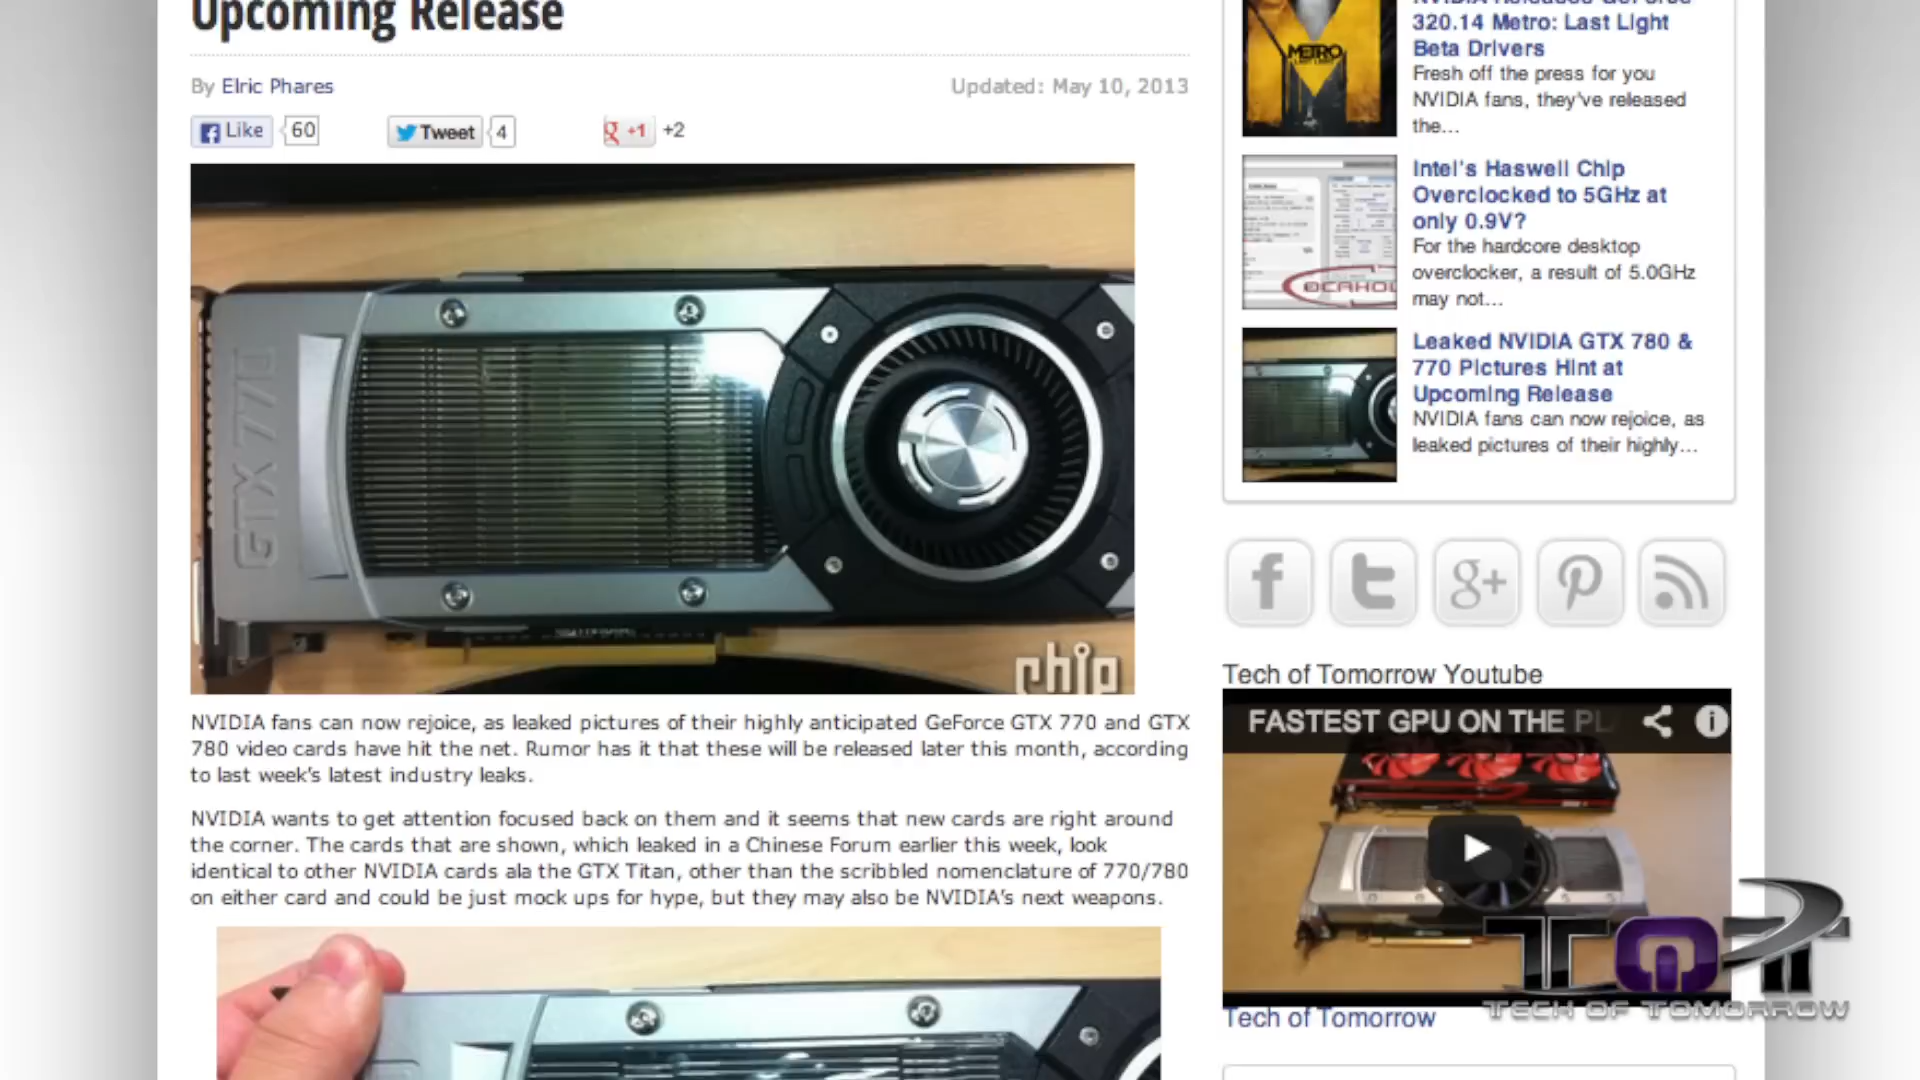 Upcoming Release
By Elric Phares
Updated: May 10, 2013
Like 60
Tweet 4
+1 +2
GTX 770
chip
NVIDIA fans can now rejoice, as leaked pictures of their highly anticipated GeForce GTX 770 and GTX
780 video cards have hit the net. Rumor has it that these will be released later this month, according
to last week's latest industry leaks.
NVIDIA wants to get attention focused back on them and it seems that new cards are right around
the corner. The cards that are shown, which leaked in a Chinese Forum earlier this week, look
identical to other NVIDIA cards ala the GTX Titan, other than the scribbled nomenclature of 770/780
on either card and could be just mock ups for hype, but they may also be NVIDIA's next weapons.
METRO
LAST LIGHT
NVIDIA Releases GeForce
320.14 Metro: Last Light
Beta Drivers
Fresh off the press for you
NVIDIA fans, they've released
the...
Intel's Haswell Chip
Overclocked to 5GHz at
only 0.9V?
For the hardcore desktop
overclocker, a result of 5.0GHz
may not...
Leaked NVIDIA GTX 780 &
770 Pictures Hint at
Upcoming Release
NVIDIA fans can now rejoice, as
leaked pictures of their highly...
Tech of Tomorrow Youtube
FASTEST GPU ON THE PL
TOT
TECH OF TOMORROW
Tech of Tomorrow